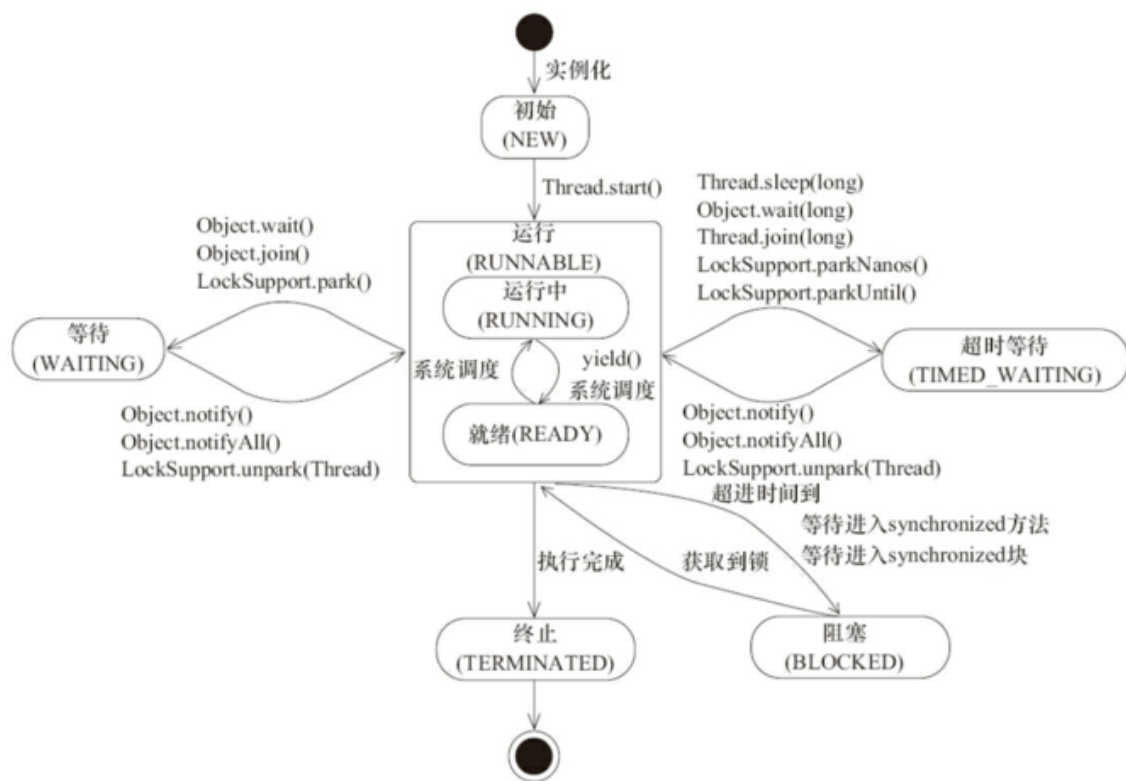 实例化
初始
(NEW)
Thread.start()
Object.wait()
Object.join()
LockSupport.park()
Thread.sleep(long)
Object.wait(long)
Thread.join(long)
LockSupport.parkNanos()
LockSupport.parkUntil()
运行
(RUNNABLE)
运行中
(RUNNING)
等待
(WAITING)
系统调度
yield()
系统调度
超时等待
(TIMED_WAITING)
就绪(READY)
Object.notify()
Object.notifyAll()
LockSupport.unpark(Thread)
Object.notify()
Object.notifyAll()
LockSupport.unpark(Thread)
超进时间到
等待进入synchronized方法
等待进入synchronized块
执行完成
获取到锁
终止
(TERMINATED)
阻塞
(BLOCKED)